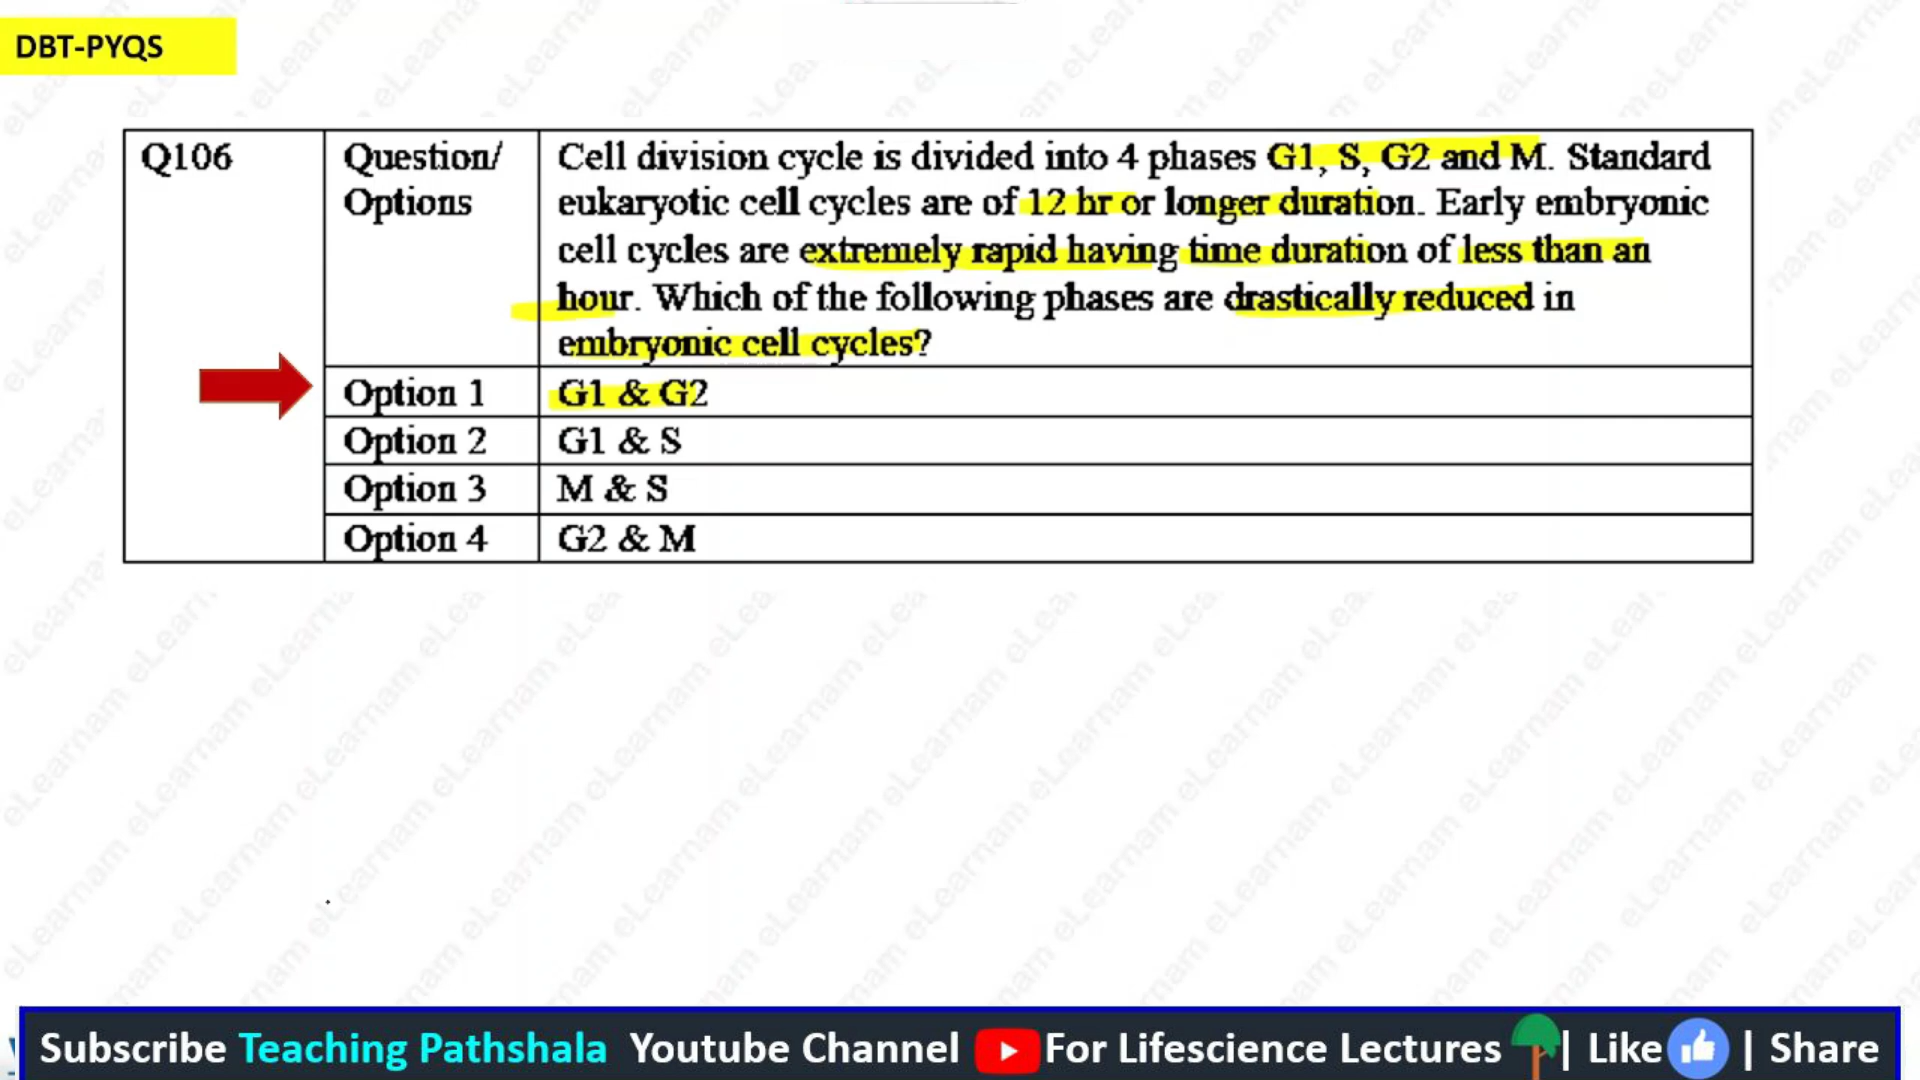 DBT-PYQS
Q106
Question/
Options
Cell division cycle is divided into 4 phases G1, S, G2 and M. Standard
eukaryotic cell cycles are of 12 hr or longer duration. Early embryonic
cell cycles are extremely rapid having time duration of less than an
hour. Which of the following phases are drastically reduced in
embryonic cell cycles?
Option 1 G1 & G2
Option 2 G1 & S
Option 3 M & S
Option 4 G2 & M
eLearnam eLearnam eLearnam
Subscribe Teaching Pathshala Youtube Channel For Lifescience Lectures | Like | Share